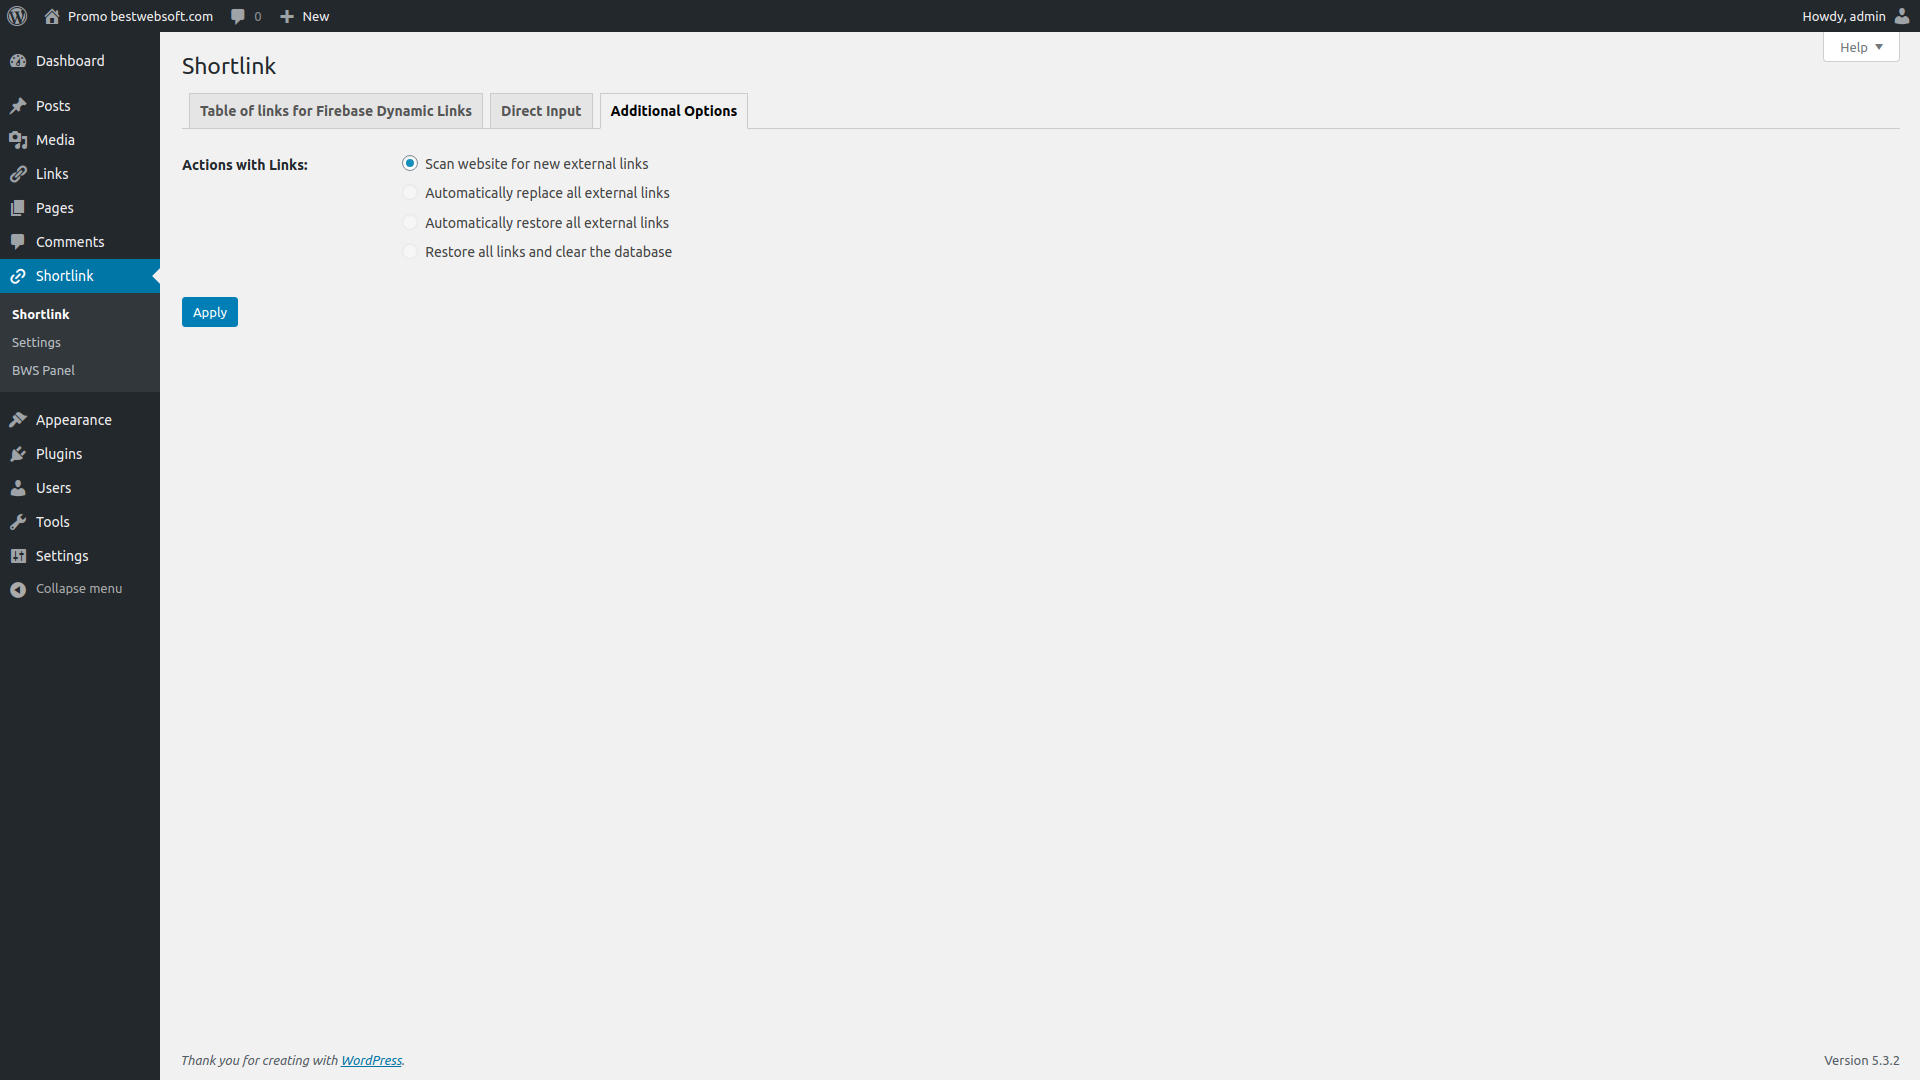 Promo bestwebsoft.com 0 New Howdy, admin
Help
Dashboard
Posts
Media
Links
Pages
Comments
Shortlink
Shortlink
Settings
BWS Panel
Appearance
Plugins
Users
Tools
Settings
Collapse menu
Shortlink
Table of links for Firebase Dynamic Links Direct Input Additional Options
Actions with Links:
Scan website for new external links
Automatically replace all external links
Automatically restore all external links
Restore all links and clear the database
Apply
Thank you for creating with WordPress. Version 5.3.2